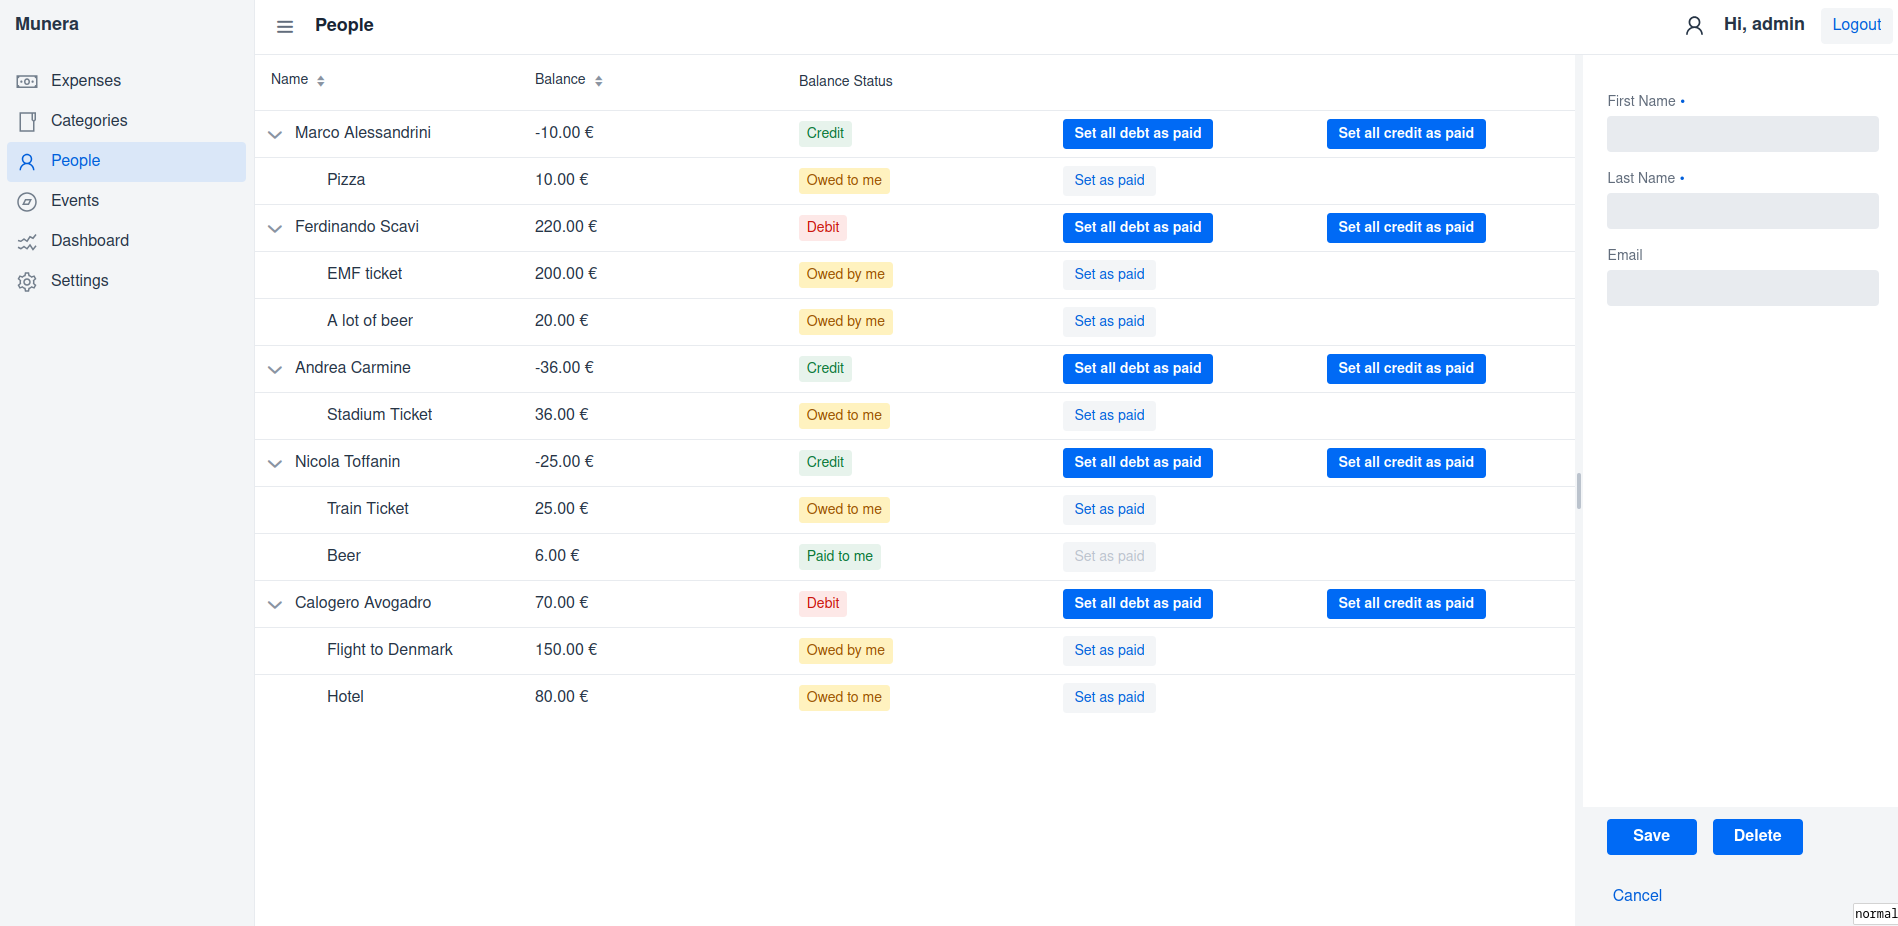 Munera
People
Hi, admin
Logout
Expenses
Categories
People
Events
Dashboard
Settings
Name Balance Balance Status
Marco Alessandrini -10.00 € Credit Set all debt as paid Set all credit as paid
Pizza 10.00 € Owed to me Set as paid
Ferdinando Scavi 220.00 € Debit Set all debt as paid Set all credit as paid
EMF ticket 200.00 € Owed by me Set as paid
A lot of beer 20.00 € Owed by me Set as paid
Andrea Carmine -36.00 € Credit Set all debt as paid Set all credit as paid
Stadium Ticket 36.00 € Owed to me Set as paid
Nicola Toffanin -25.00 € Credit Set all debt as paid Set all credit as paid
Train Ticket 25.00 € Owed to me Set as paid
Beer 6.00 € Paid to me Set as paid
Calogero Avogadro 70.00 € Debit Set all debt as paid Set all credit as paid
Flight to Denmark 150.00 € Owed by me Set as paid
Hotel 80.00 € Owed to me Set as paid
First Name •
Last Name •
Email
Save
Delete
Cancel
normal